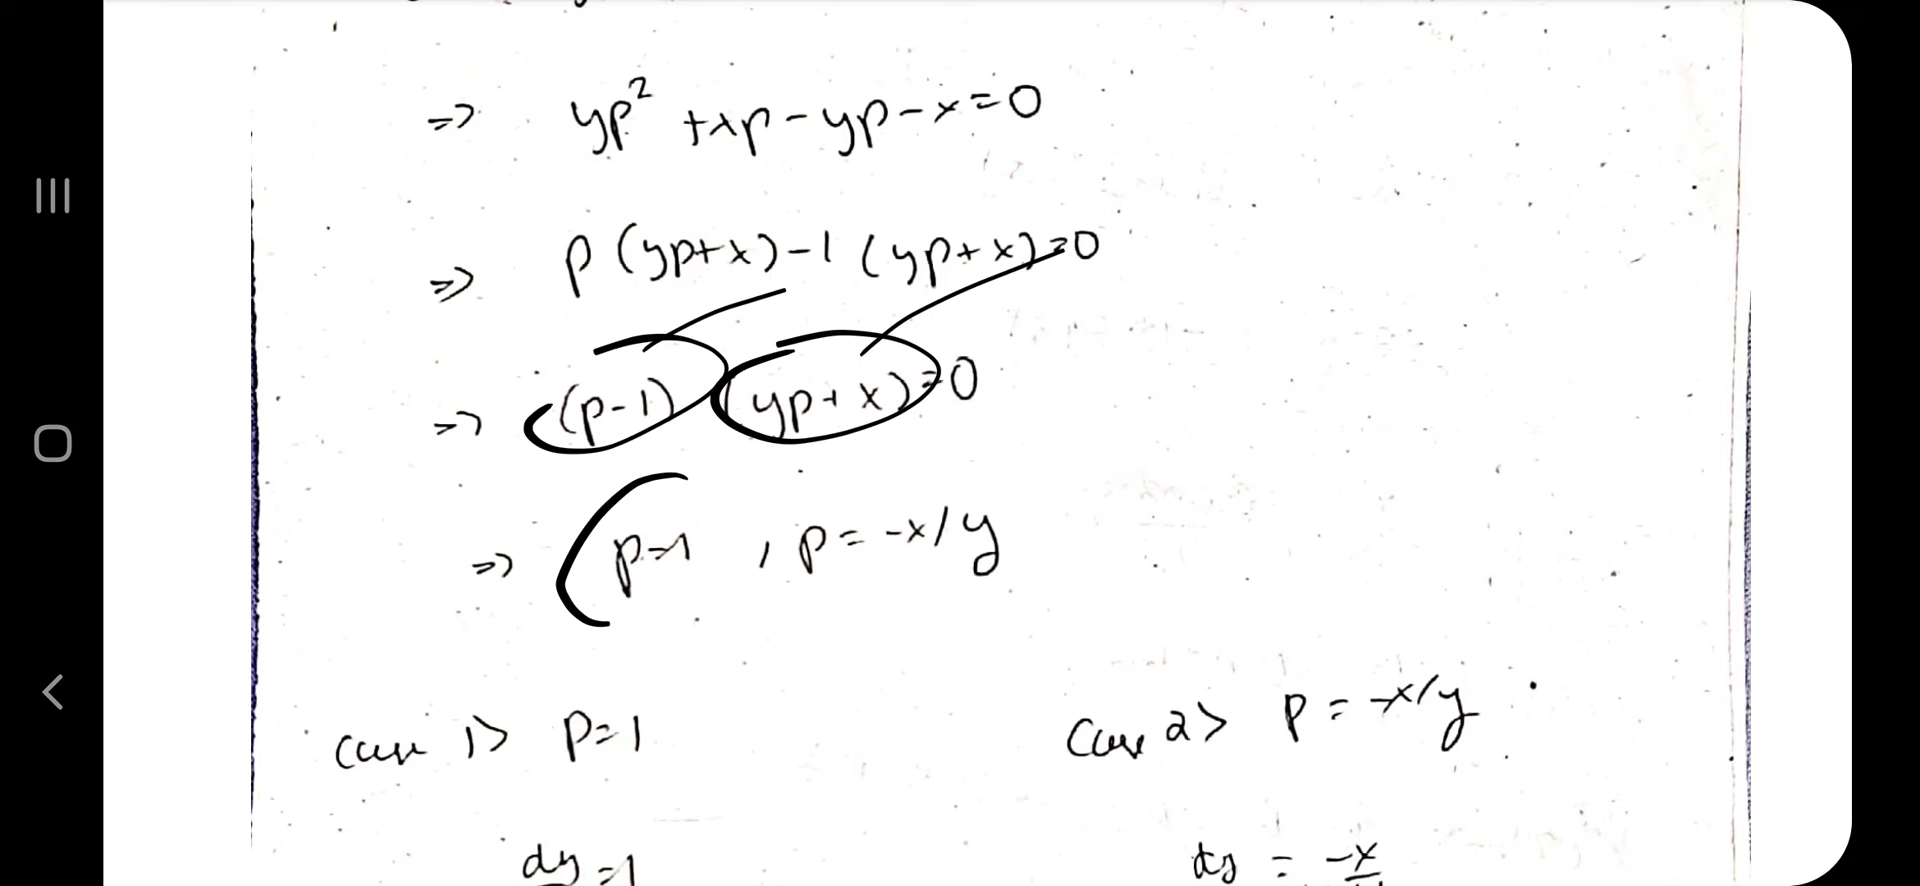 => yp² + xp - yp - x = 0
=> p (yp + x) - 1 (yp + x) = 0
=> (p - 1) (yp + x) = 0
=> p = 1 , p = -x/y
Case 1> p = 1 Case 2> p = -x/y
dy = 1 dy = -x